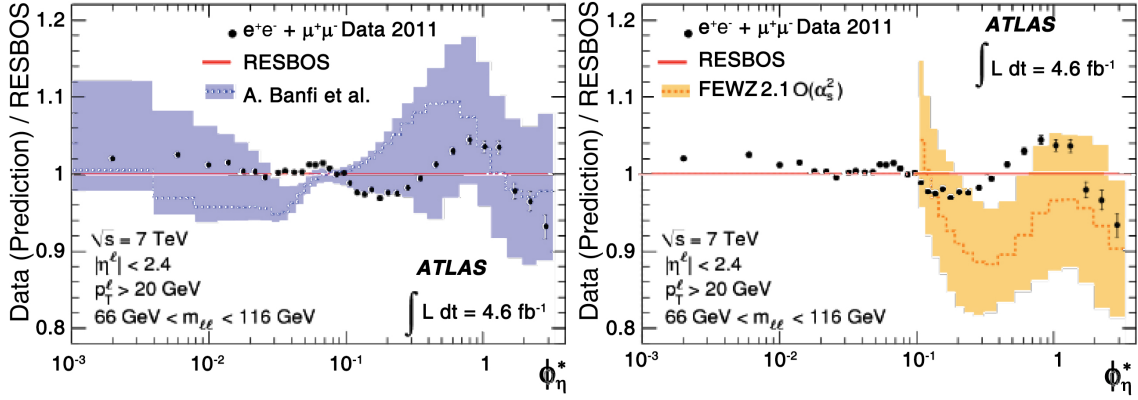 Data (Prediction) / RESBOS
1.2
1.1
1
0.9
0.8
e⁺e⁻ + μ⁺μ⁻ Data 2011
RESBOS
A. Banfi et al.
√s = 7 TeV
|η^ℓ| < 2.4
p_T^ℓ > 20 GeV
66 GeV < m_ℓℓ < 116 GeV
ATLAS
∫ L dt = 4.6 fb⁻¹
10⁻³ 10⁻² 10⁻¹ 1
ϕ*_η
Data (Prediction) / RESBOS
1.2
1.1
1
0.9
0.8
e⁺e⁻ + μ⁺μ⁻ Data 2011
RESBOS
FEWZ 2.1 O(α_s²)
ATLAS
∫ L dt = 4.6 fb⁻¹
√s = 7 TeV
|η^ℓ| < 2.4
p_T^ℓ > 20 GeV
66 GeV < m_ℓℓ < 116 GeV
10⁻³ 10⁻² 10⁻¹ 1
ϕ*_η